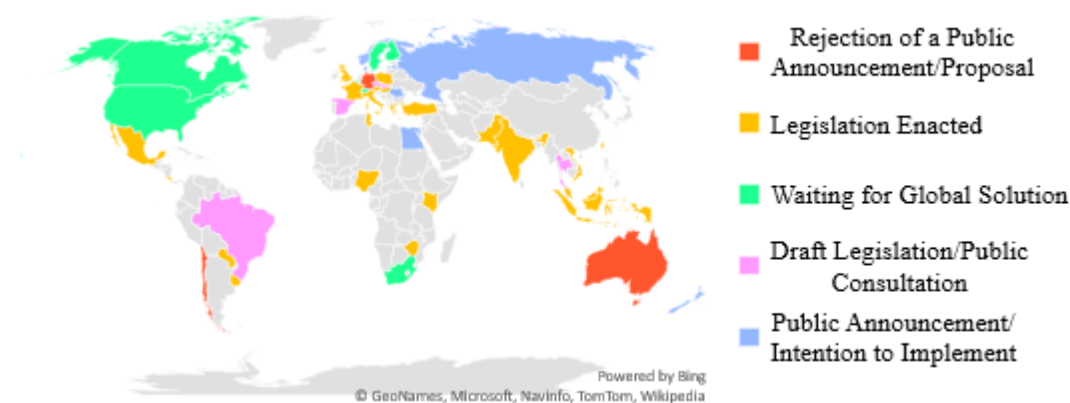 Rejection of a Public
Announcement/Proposal
Legislation Enacted
Waiting for Global Solution
Draft Legislation/Public
Consultation
Public Announcement/
Intention to Implement
Powered by Bing
© GeoNames, Microsoft, Navinfo, TomTom, Wikipedia